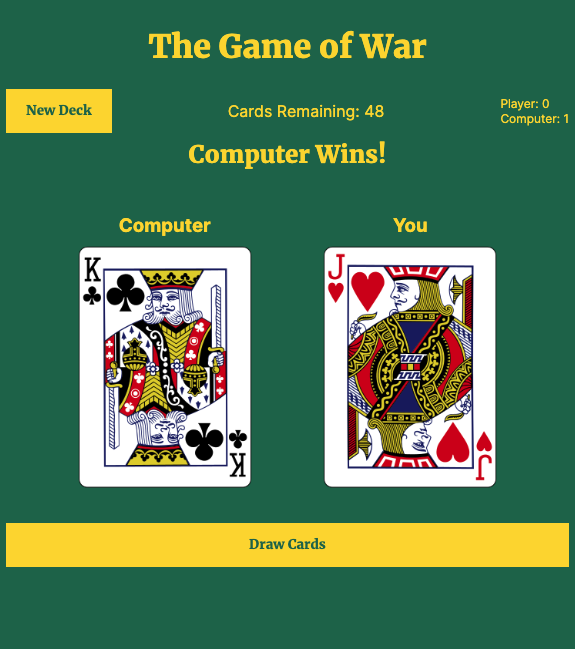 The Game of War
New Deck
Cards Remaining: 48
Player: 0
Computer: 1
Computer Wins!
Computer
You
K
K
J
J
Draw Cards